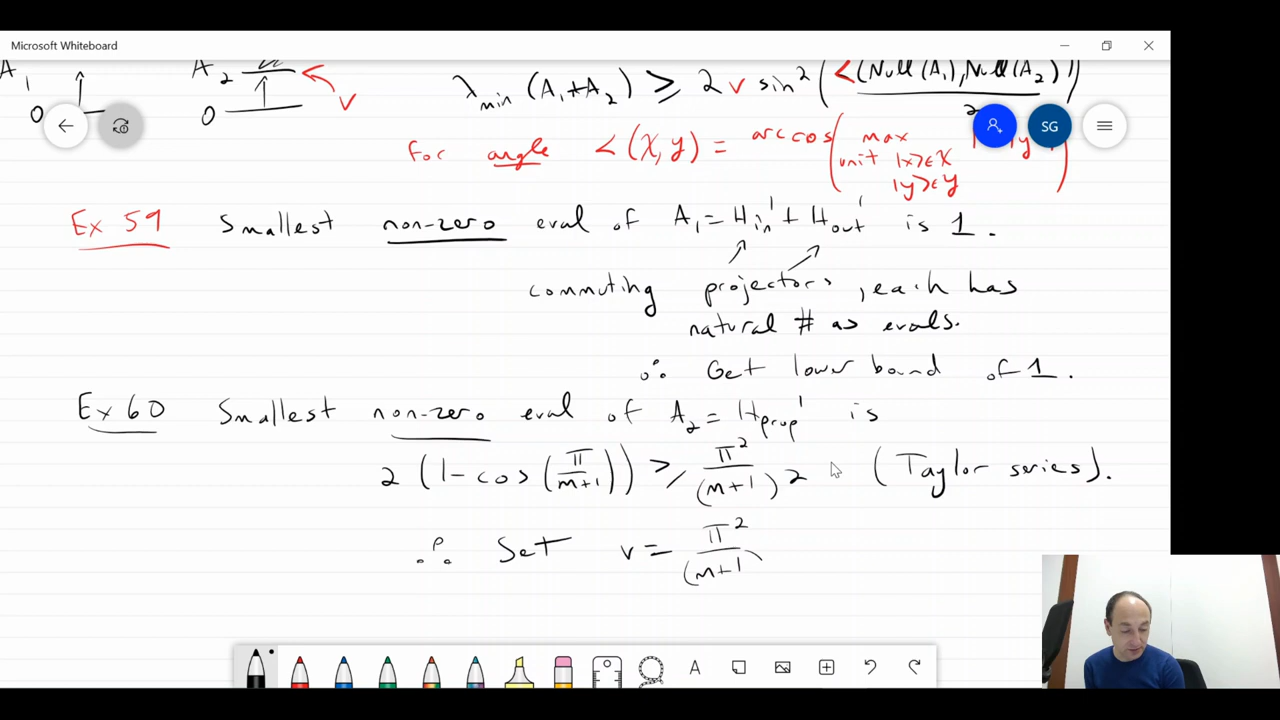 Microsoft Whiteboard
A₁ A₂ λ_min (A₁+A₂) ≥ 2 v sin² (<(Null(A₁), Null(A₂))/2)
0 0 v
SG
For angle <(X,Y) = arccos( max
unit |x>∈X
|y>∈Y )
Ex 59 Smallest non-zero eval of A₁ = H_in' + H_out' is 1.
commuting projectors, each has
natural # as evals.
∴ Get lower bound of 1.
Ex 60 Smallest non-zero eval of A₂ = H_prop' is
2 (1-cos(π/(m+1))) ≥ π²/(m+1)2 (Taylor series).
∴ Set v = π²/(m+1)
A